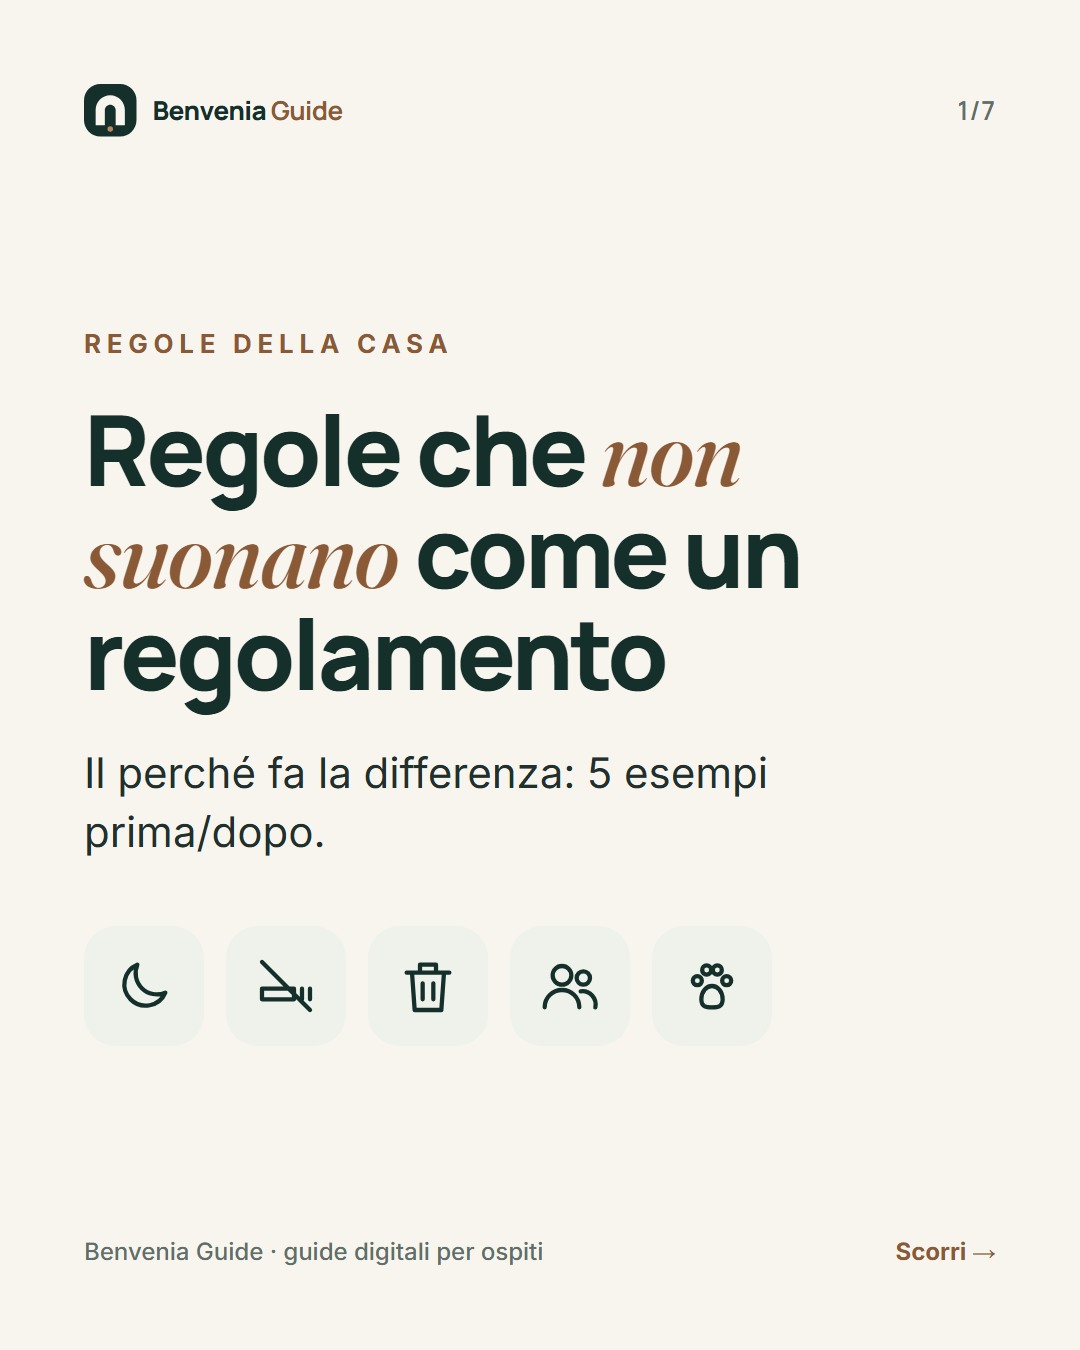 Benvenia Guide
1/7
REGOLE DELLA CASA
Regole che non
suonano come un
regolamento
Il perché fa la differenza: 5 esempi
prima/dopo.
Benvenia Guide · guide digitali per ospiti
Scorri →